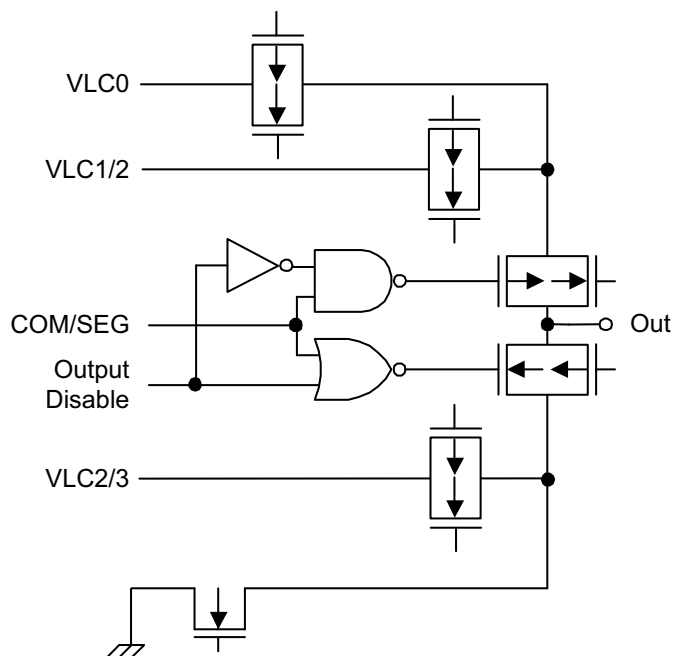 VLC0
VLC1/2
COM/SEG
Out
Output
Disable
VLC2/3